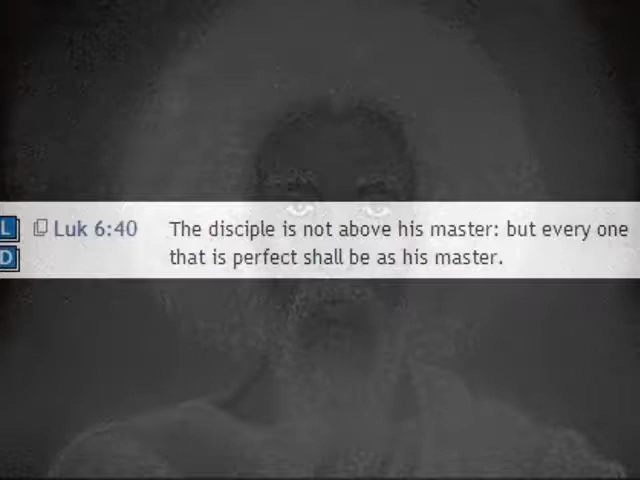 L Luk 6:40 The disciple is not above his master: but every one
D that is perfect shall be as his master.